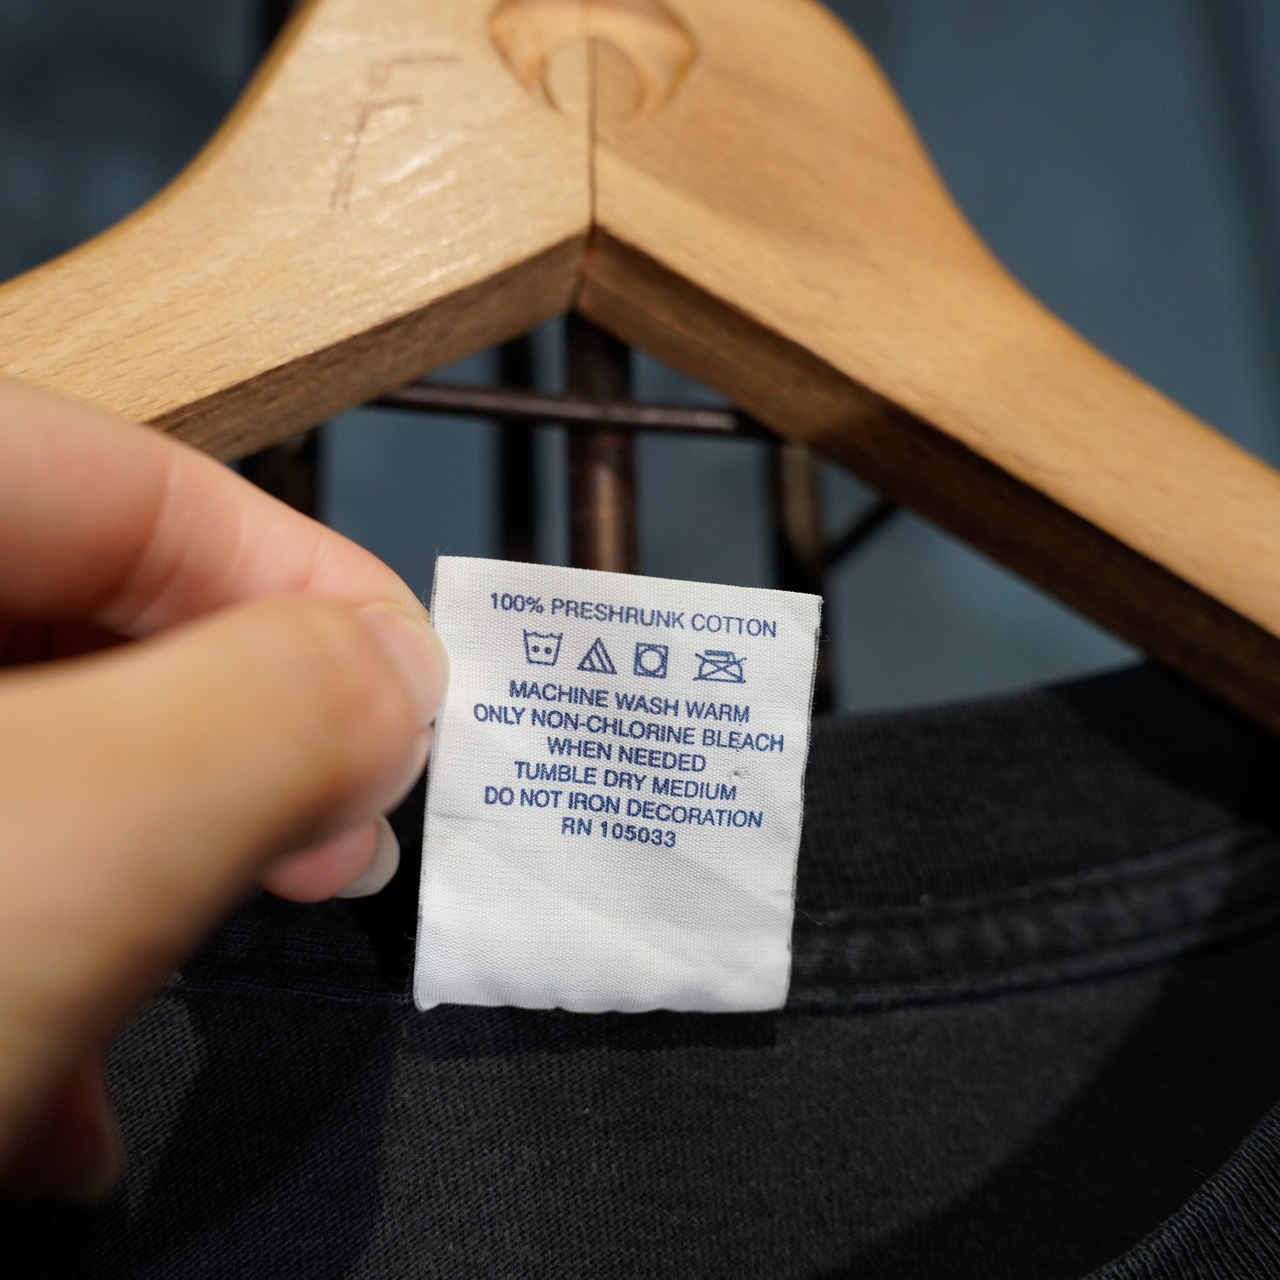 100% PRESHRUNK COTTON
MACHINE WASH WARM
ONLY NON-CHLORINE BLEACH
WHEN NEEDED
TUMBLE DRY MEDIUM
DO NOT IRON DECORATION
RN 105033